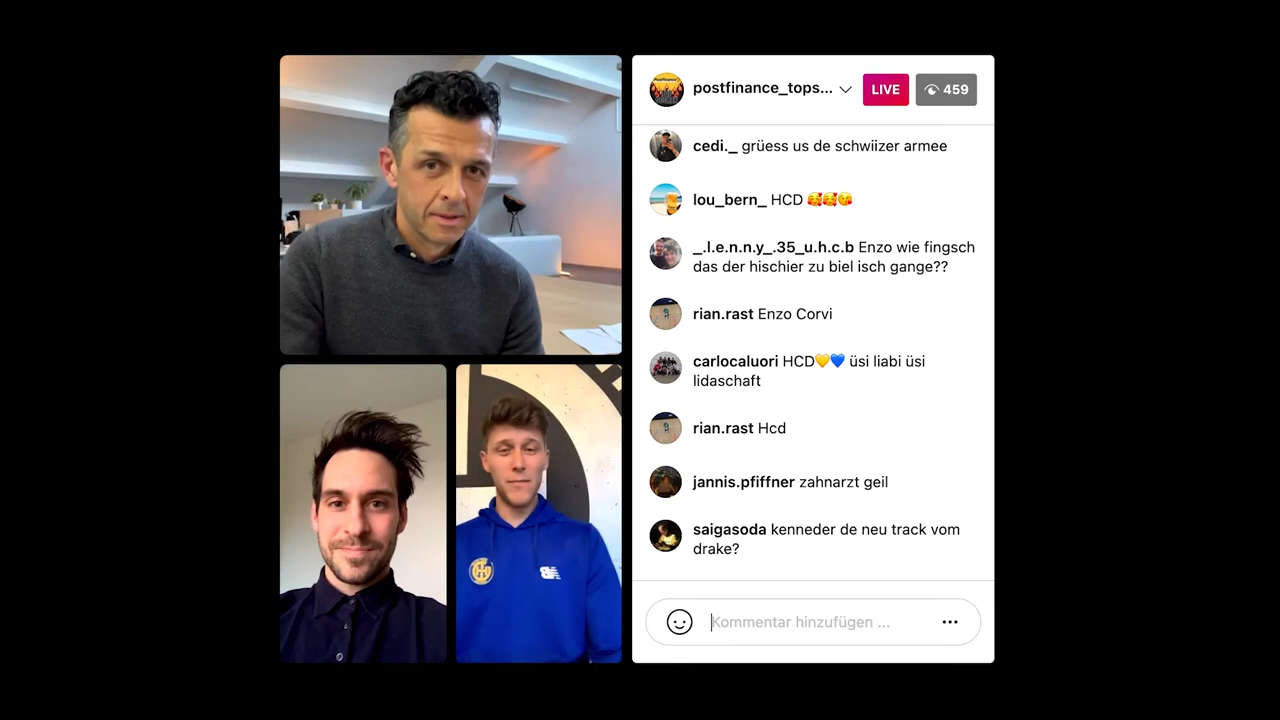 postfinance_tops...
LIVE
459
cedi._ grüess us de schwiizer armee
lou_bern_ HCD 🥰🥰😘
_.l.e.n.n.y_.35_u.h.c.b Enzo wie fingsch
das der hischier zu biel isch gange??
rian.rast Enzo Corvi
carlocaluori HCD💛💙 üsi liabi üsi
lidaschaft
rian.rast Hcd
jannis.pfiffner zahnarzt geil
saigasoda kenneder de neu track vom
drake?
Kommentar hinzufügen ...